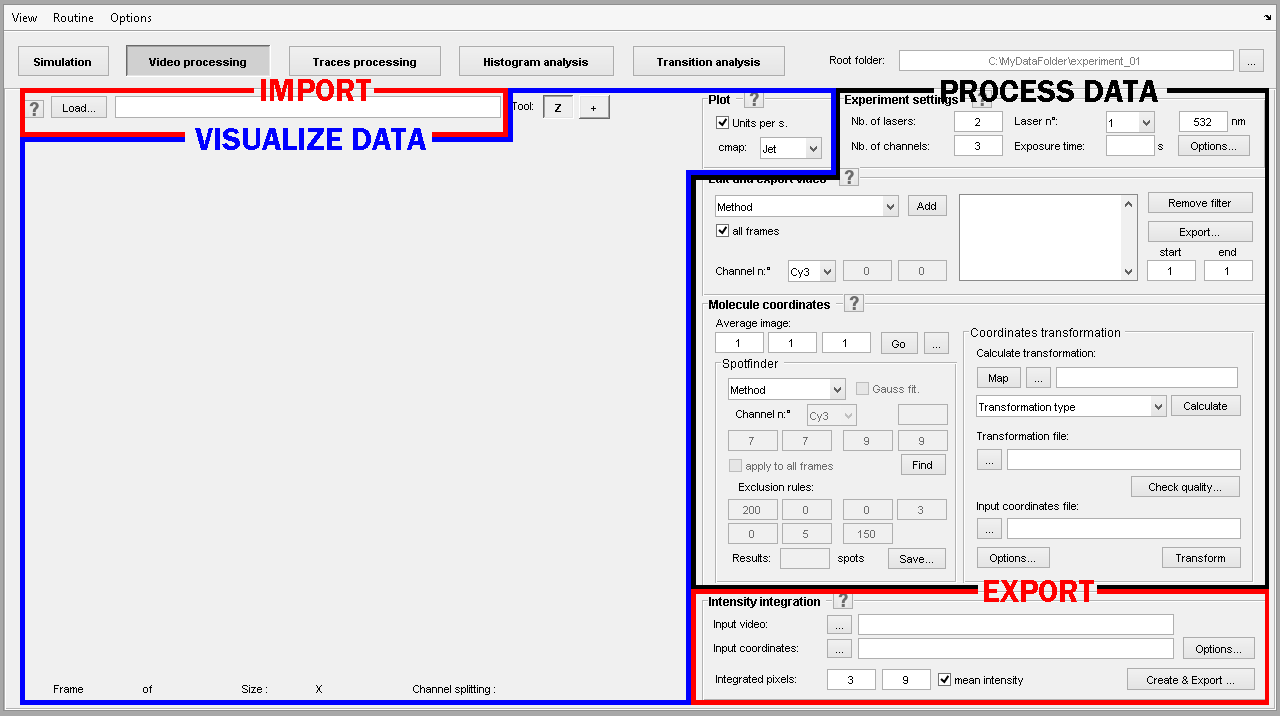 View Routine Options
Simulation Video processing Traces processing Histogram analysis Transition analysis Root folder: C:\MyDataFolder\experiment_01 ...
IMPORT
? Load... Tool: Z +
VISUALIZE DATA
Plot ?
Units per s.
cmap: Jet
PROCESS DATA
Experiment settings ?
Nb. of lasers: 2 Laser n°: 1 532 nm
Nb. of channels: 3 Exposure time: s Options...
Edit and export video ?
Method Add Remove filter
all frames Export...
start end
Channel n:° Cy3 0 0 1 1
Molecule coordinates ?
Average image:
1 1 1 Go ...
Spotfinder
Method Gauss fit.
Channel n:° Cy3
7 7 9 9
apply to all frames Find
Exclusion rules:
200 0 0 3
0 5 150
Results: spots Save...
Coordinates transformation
Calculate transformation:
Map ...
Transformation type Calculate
Transformation file:
...
Check quality...
Input coordinates file:
...
Options... Transform
EXPORT
Intensity integration ?
Input video: ...
Input coordinates: ... Options...
Integrated pixels: 3 9 mean intensity Create & Export ...
Frame of Size : X Channel splitting :